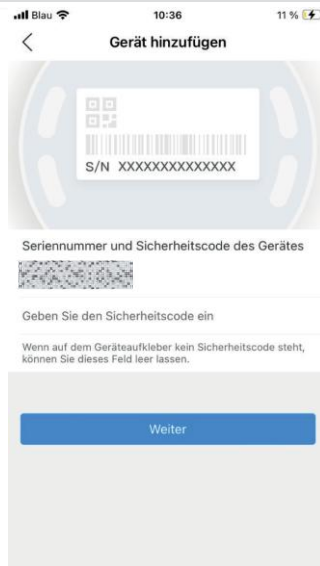 Blau 10:36 11 %
Gerät hinzufügen
S/N XXXXXXXXXXXXXX
Seriennummer und Sicherheitscode des Gerätes
Geben Sie den Sicherheitscode ein
Wenn auf dem Geräteaufkleber kein Sicherheitscode steht,
können Sie dieses Feld leer lassen.
Weiter